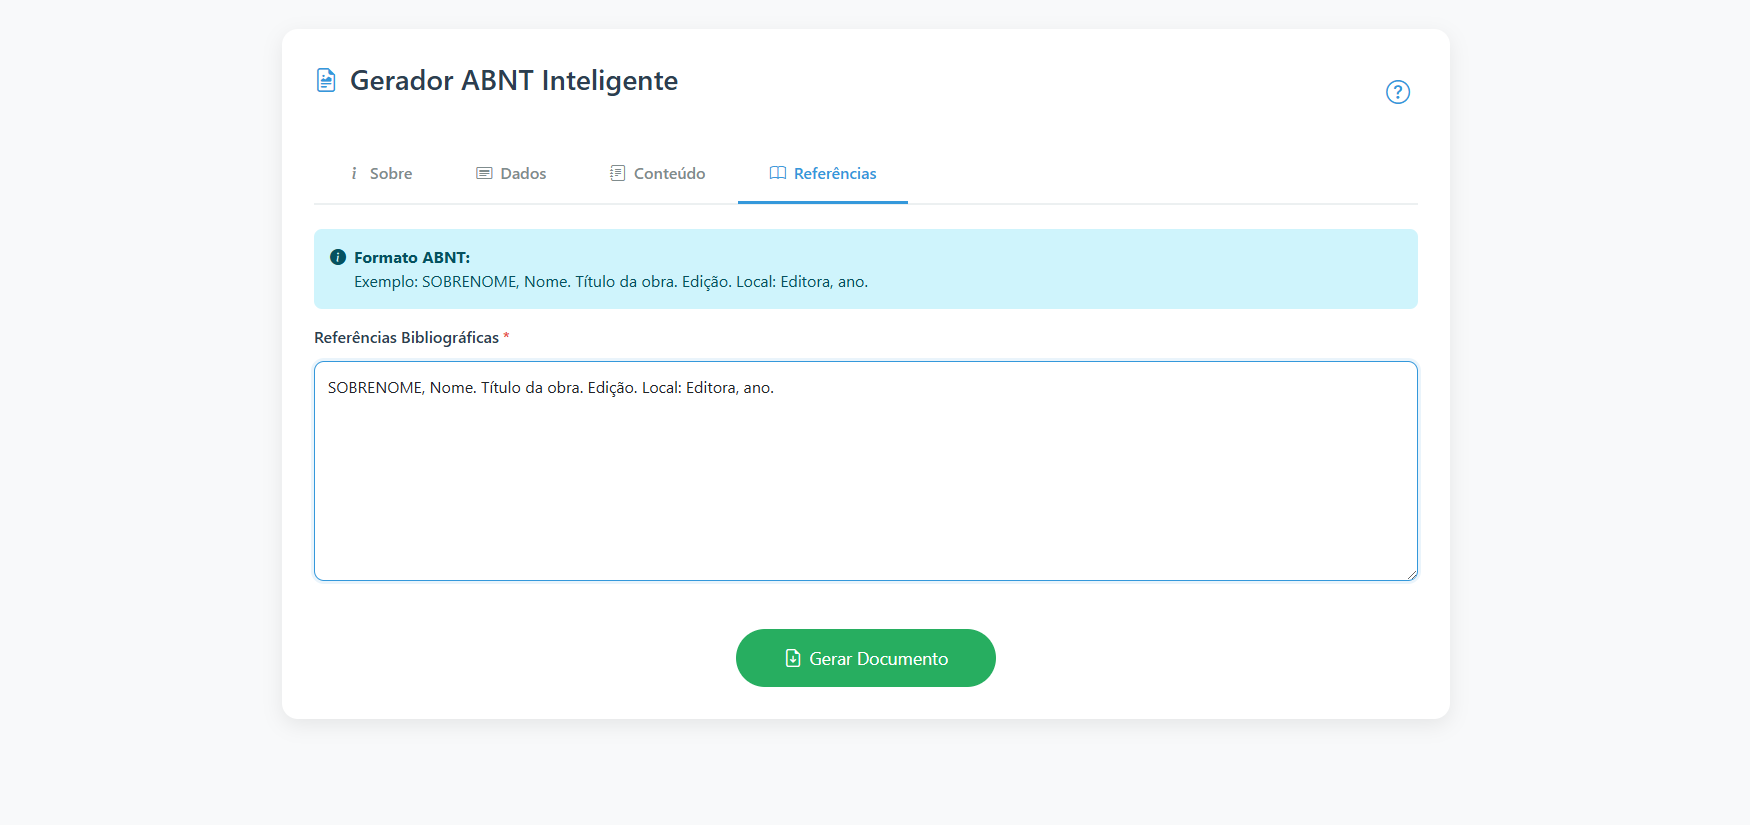 Gerador ABNT Inteligente
?
Sobre
Dados
Conteúdo
Referências
Formato ABNT:
Exemplo: SOBRENOME, Nome. Título da obra. Edição. Local: Editora, ano.
Referências Bibliográficas *
SOBRENOME, Nome. Título da obra. Edição. Local: Editora, ano.
Gerar Documento